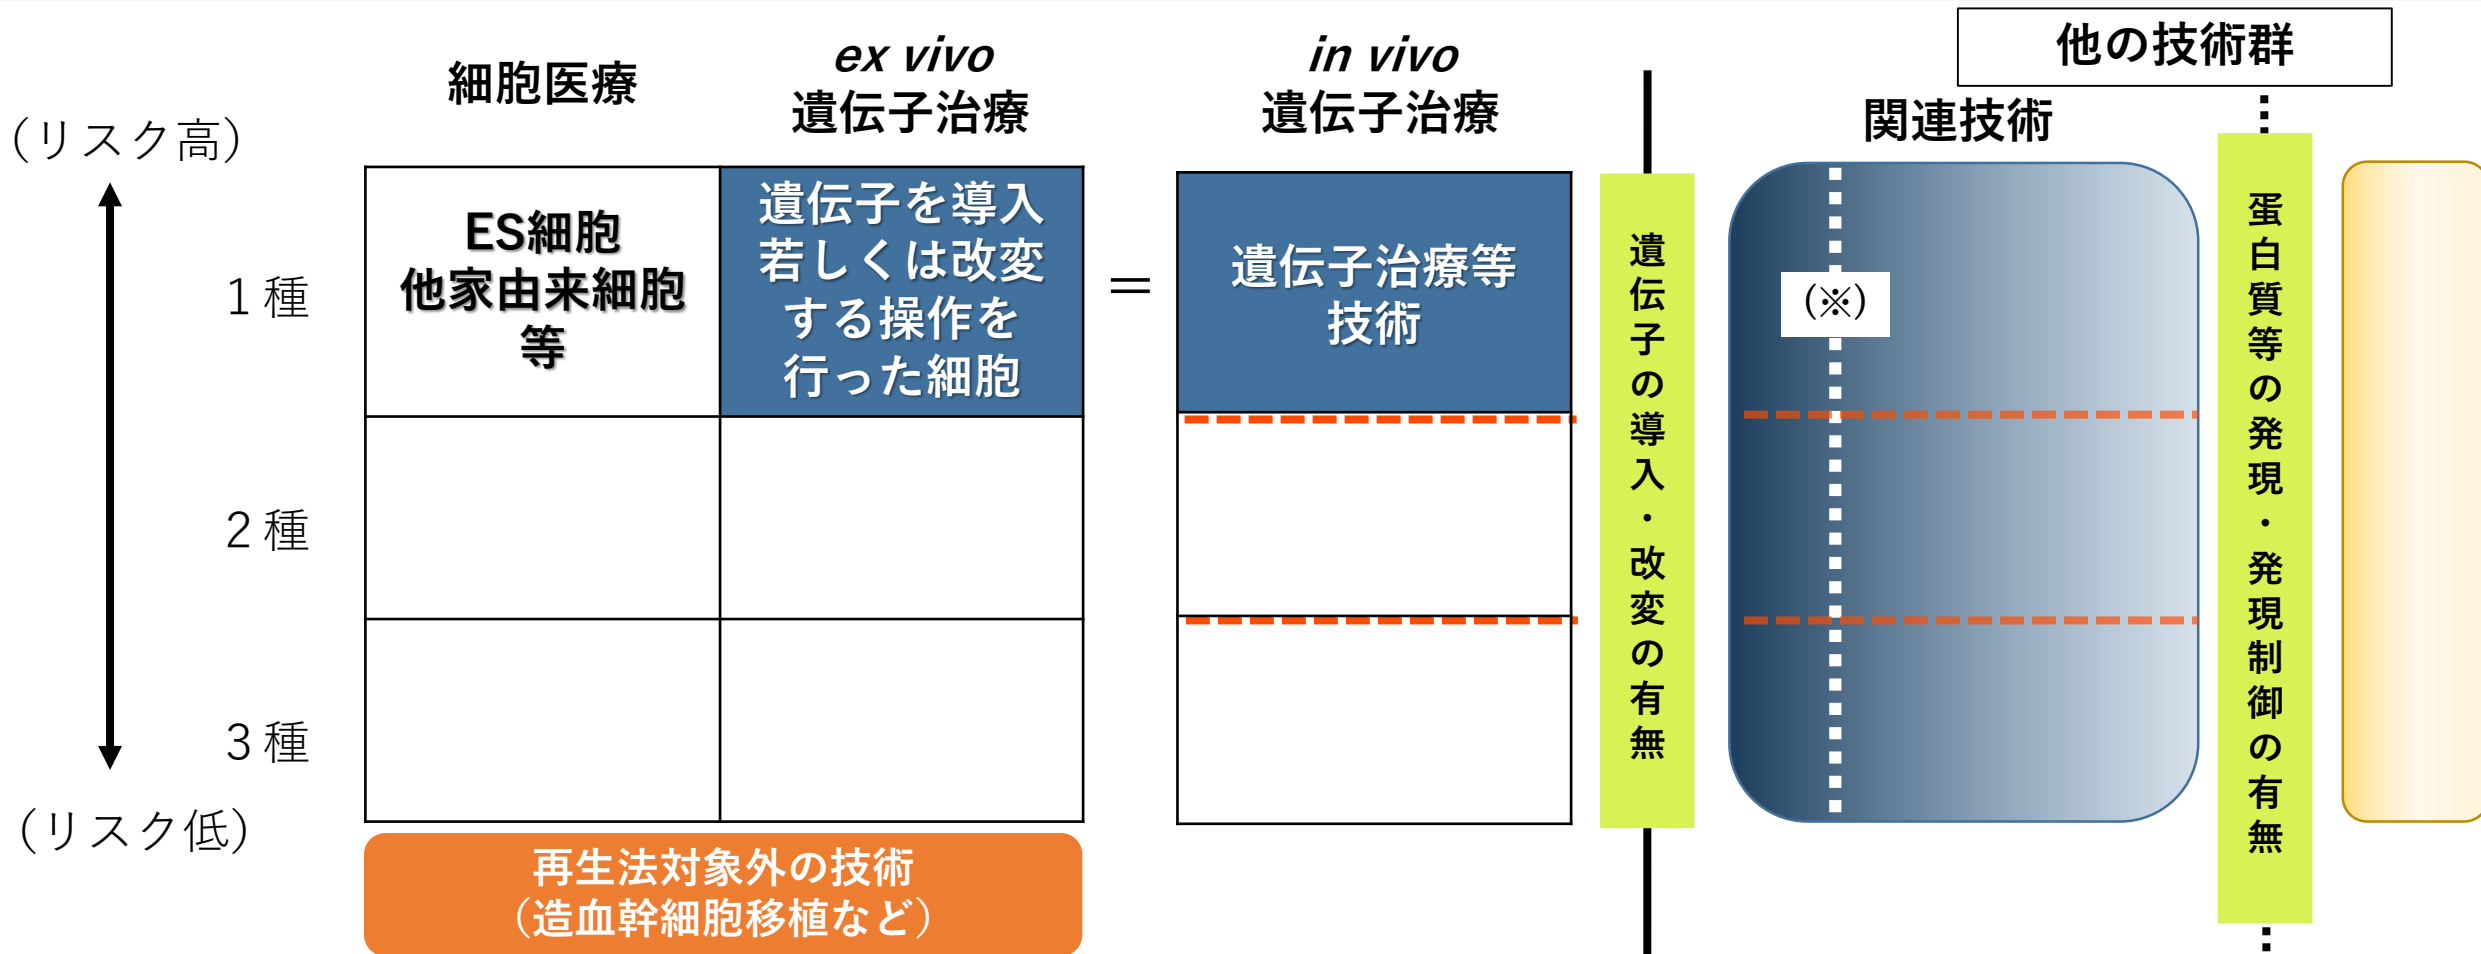 他の技術群
細胞医療
ex vivo
遺伝子治療
in vivo
遺伝子治療
関連技術
（リスク高）
1種
2種
3種
（リスク低）
ES細胞
他家由来細胞
等
遺伝子を導入
若しくは改変
する操作を
行った細胞
＝
遺伝子治療等
技術
遺伝子の導入・改変の有無
（※）
蛋白質等の発現・発現制御の有無
再生法対象外の技術
（造血幹細胞移植など）